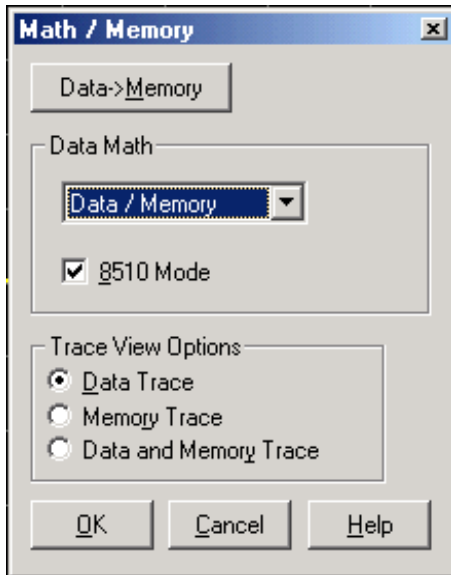 Math / Memory
Data->Memory
Data Math
Data / Memory
8510 Mode
Trace View Options
Data Trace
Memory Trace
Data and Memory Trace
OK Cancel Help